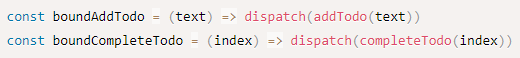 const boundAddTodo = (text) => dispatch(addTodo(text))
const boundCompleteTodo = (index) => dispatch(completeTodo(index))